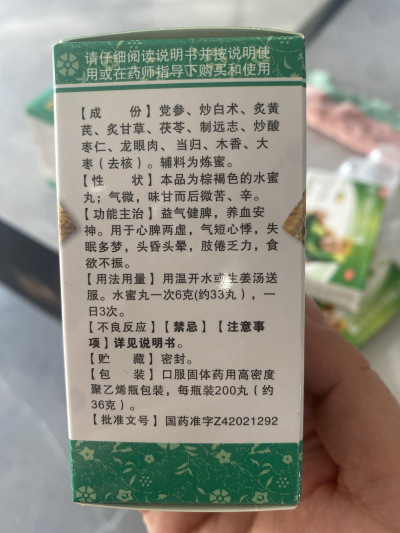 请仔细阅读说明书并按说明使
用或在药师指导下购买和使用
【成　份】党参、炒白术、炙黄
芪、炙甘草、茯苓、制远志、炒酸
枣仁、龙眼肉、当归、木香、大
枣（去核）。辅料为炼蜜。
【性　状】本品为棕褐色的水蜜
丸；气微，味甘而后微苦、辛。
【功能主治】益气健脾，养血安
神。用于心脾两虚，气短心悸，失
眠多梦，头昏头晕，肢倦乏力，食
欲不振。
【用法用量】用温开水或生姜汤送
服。水蜜丸一次6克(约33丸），一
日3次。
【不良反应】【禁忌】【注意事
项】详见说明书。
【贮　藏】密封。
【包　装】口服固体药用高密度
聚乙烯瓶包装，每瓶装200丸（约
36克）。
【批准文号】国药准字Z42021292